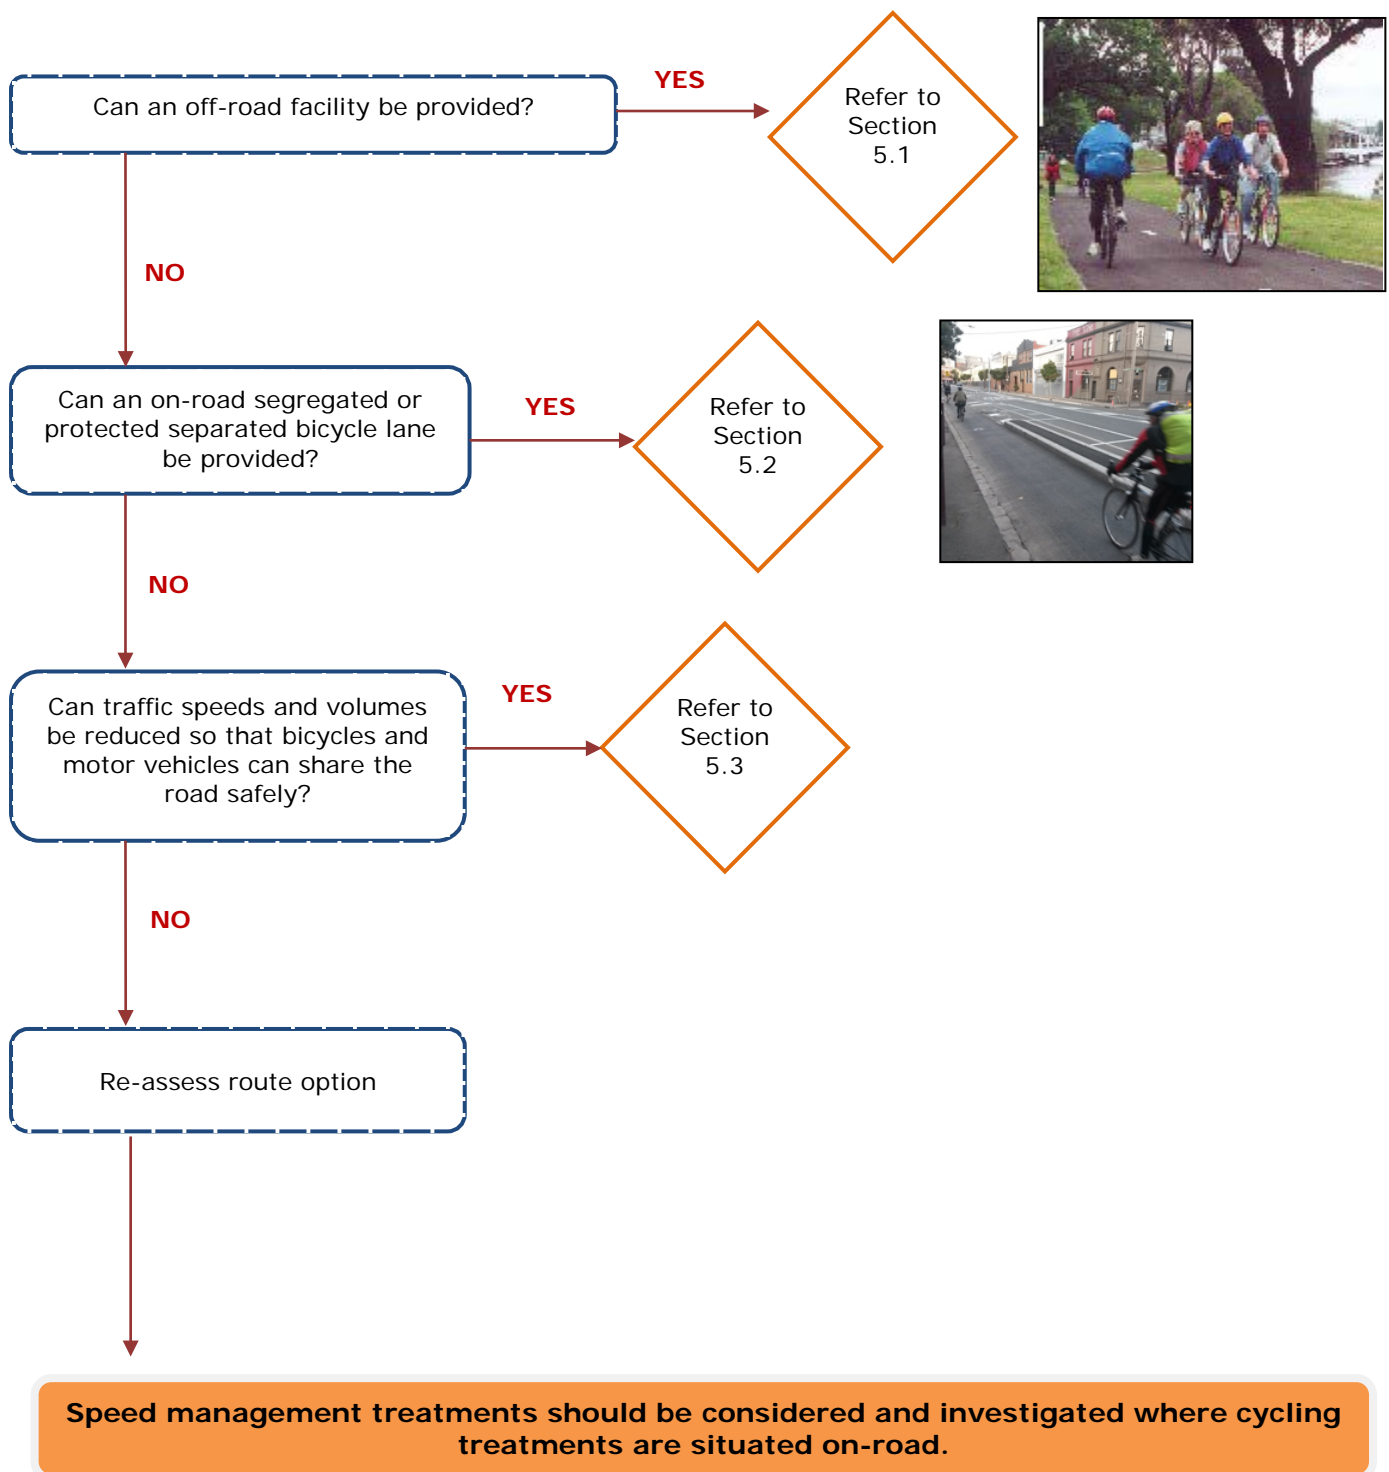 Can an off-road facility be provided?
YES
Refer to
Section
5.1
NO
Can an on-road segregated or
protected separated bicycle lane
be provided?
YES
Refer to
Section
5.2
NO
Can traffic speeds and volumes
be reduced so that bicycles and
motor vehicles can share the
road safely?
YES
Refer to
Section
5.3
NO
Re-assess route option
Speed management treatments should be considered and investigated where cycling
treatments are situated on-road.